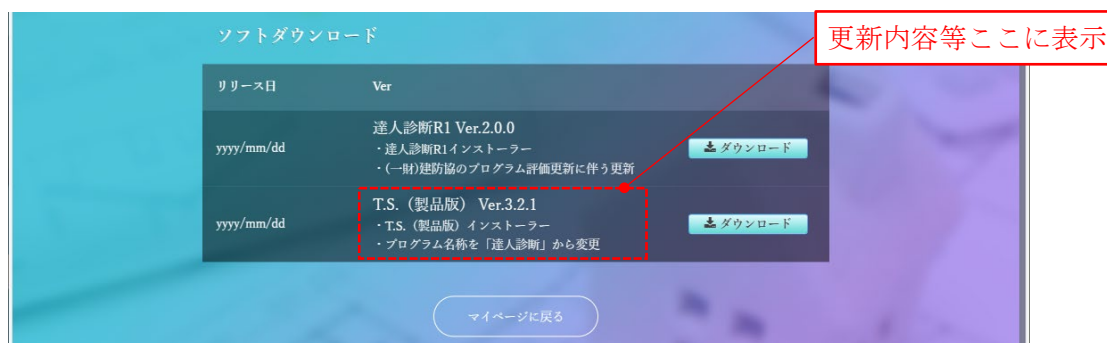 ソフトダウンロード
更新内容等ここに表示
リリース日 Ver
達人診断R1 Ver.2.0.0
yyyy/mm/dd ・達人診断R1インストーラー ダウンロード
・(一財)建防協のプログラム評価更新に伴う更新
T.S.（製品版） Ver.3.2.1
yyyy/mm/dd ・T.S.（製品版）インストーラー ダウンロード
・プログラム名称を「達人診断」から変更
マイページに戻る